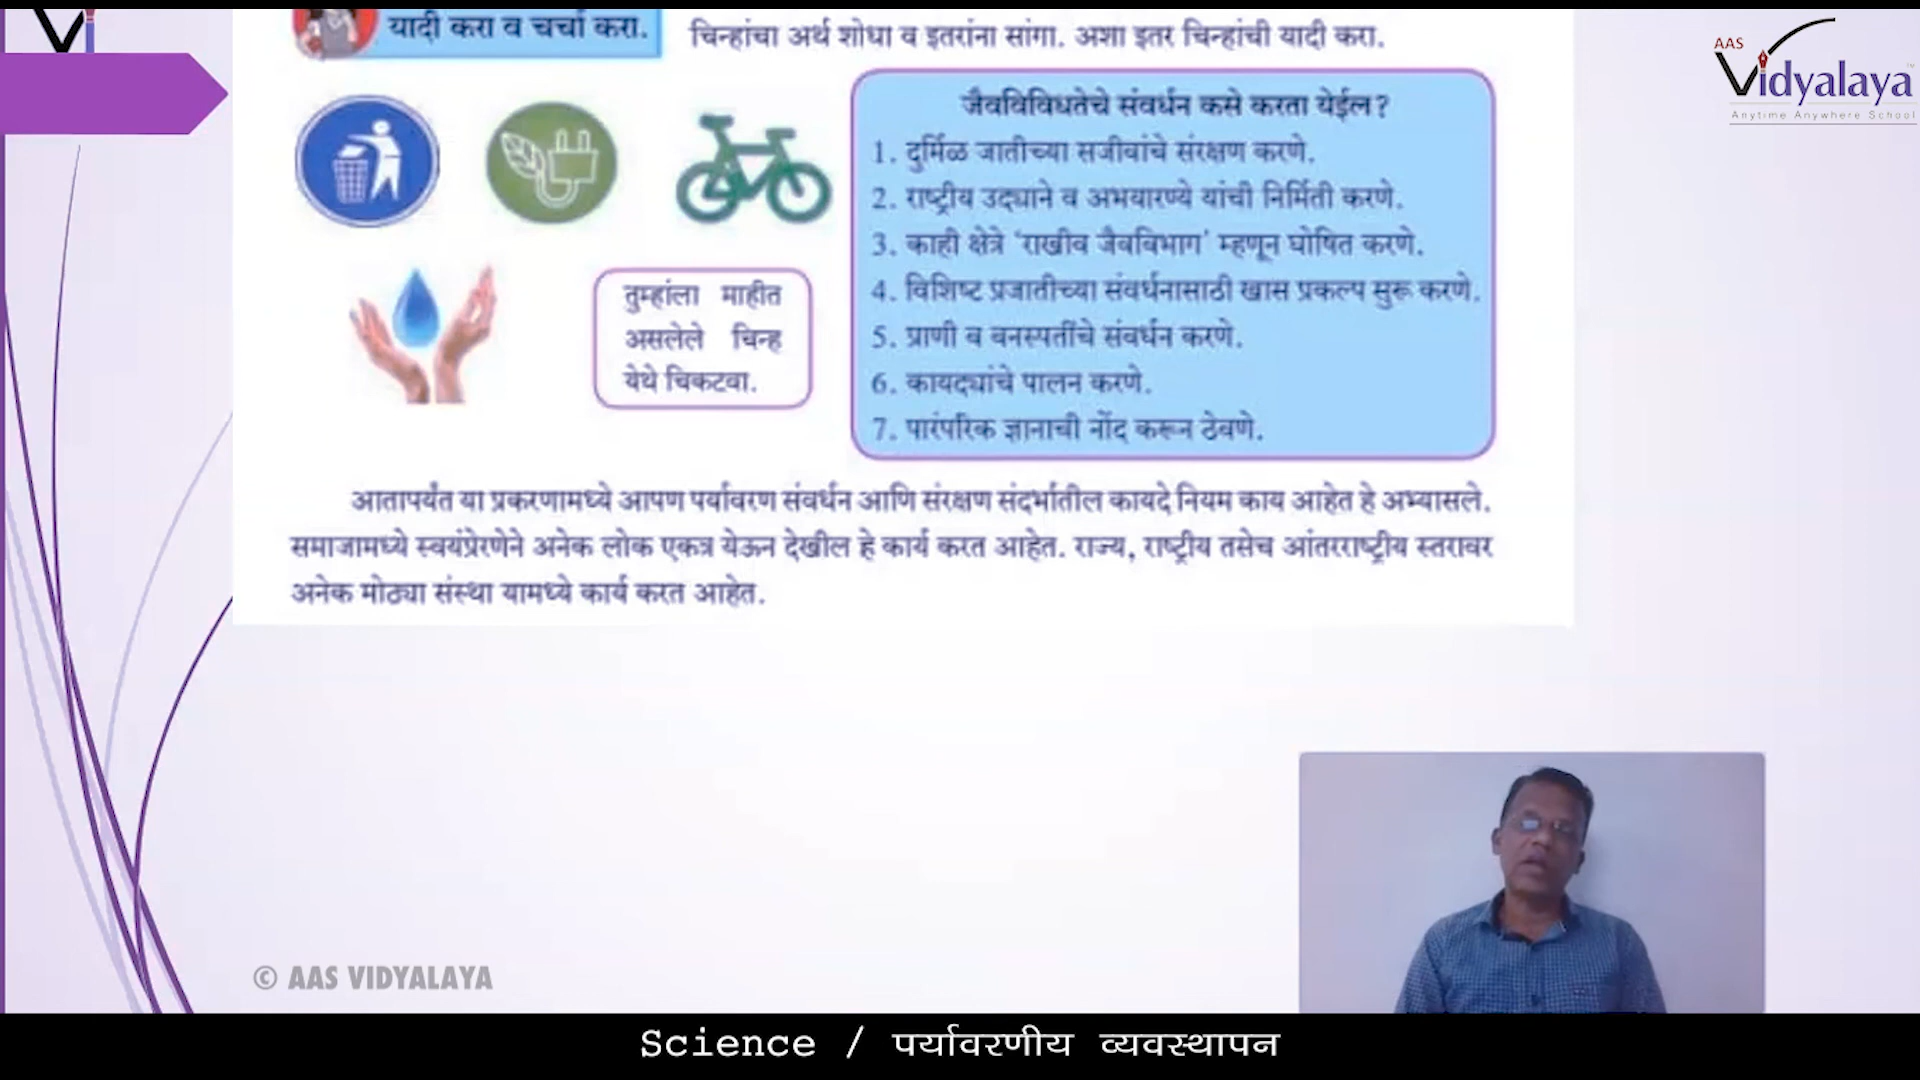 यादी करा व चर्चा करा.
चिन्हांचा अर्थ शोधा व इतरांना सांगा. अशा इतर चिन्हांची यादी करा.
AAS
Vidyalaya
Anytime Anywhere School
जैवविविधतेचे संवर्धन कसे करता येईल?
1. दुर्मिळ जातीच्या सजीवांचे संरक्षण करणे.
2. राष्ट्रीय उद्याने व अभयारण्ये यांची निर्मिती करणे.
3. काही क्षेत्रे ‘राखीव जैवविभाग’ म्हणून घोषित करणे.
4. विशिष्ट प्रजातीच्या संवर्धनासाठी खास प्रकल्प सुरू करणे.
5. प्राणी व वनस्पतींचे संवर्धन करणे.
6. कायद्यांचे पालन करणे.
7. पारंपरिक ज्ञानाची नोंद करून ठेवणे.
तुम्हांला माहीत
असलेले चिन्ह
येथे चिकटवा.
आतापर्यंत या प्रकरणामध्ये आपण पर्यावरण संवर्धन आणि संरक्षण संदर्भातील कायदे नियम काय आहेत हे अभ्यासले.
समाजामध्ये स्वयंप्रेरणेने अनेक लोक एकत्र येऊन देखील हे कार्य करत आहेत. राज्य, राष्ट्रीय तसेच आंतरराष्ट्रीय स्तरावर
अनेक मोठ्या संस्था यामध्ये कार्य करत आहेत.
© AAS VIDYALAYA
Science / पर्यावरणीय व्यवस्थापन